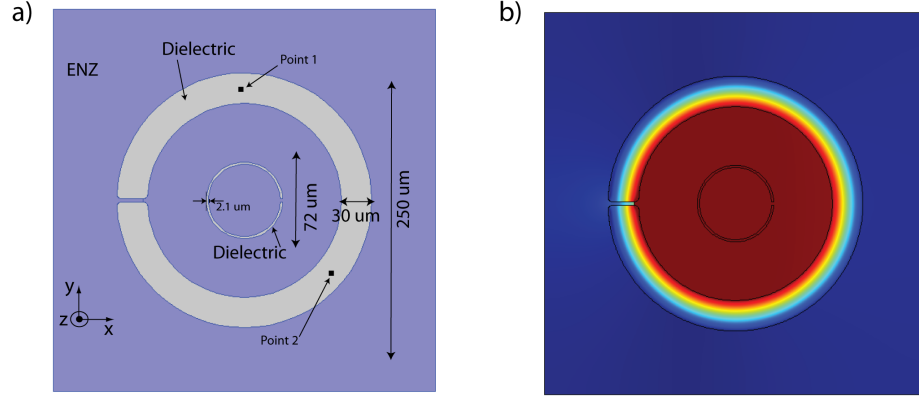 a)
b)
Dielectric
Point 1
ENZ
2.1 um
72 um
30 um
250 um
Dielectric
y
z
x
Point 2